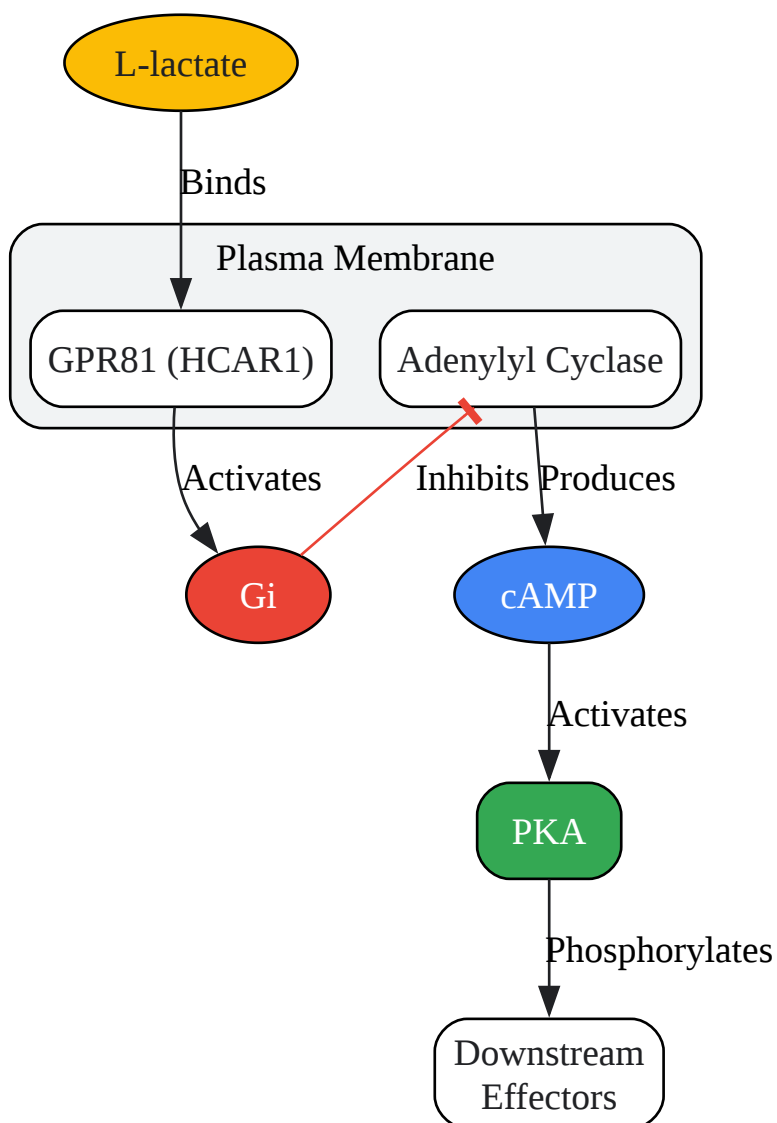 L-lactate
Binds
Plasma Membrane
GPR81 (HCAR1)
Adenylyl Cyclase
Activates
Inhibits
Produces
Gi
cAMP
Activates
PKA
Phosphorylates
Downstream
Effectors